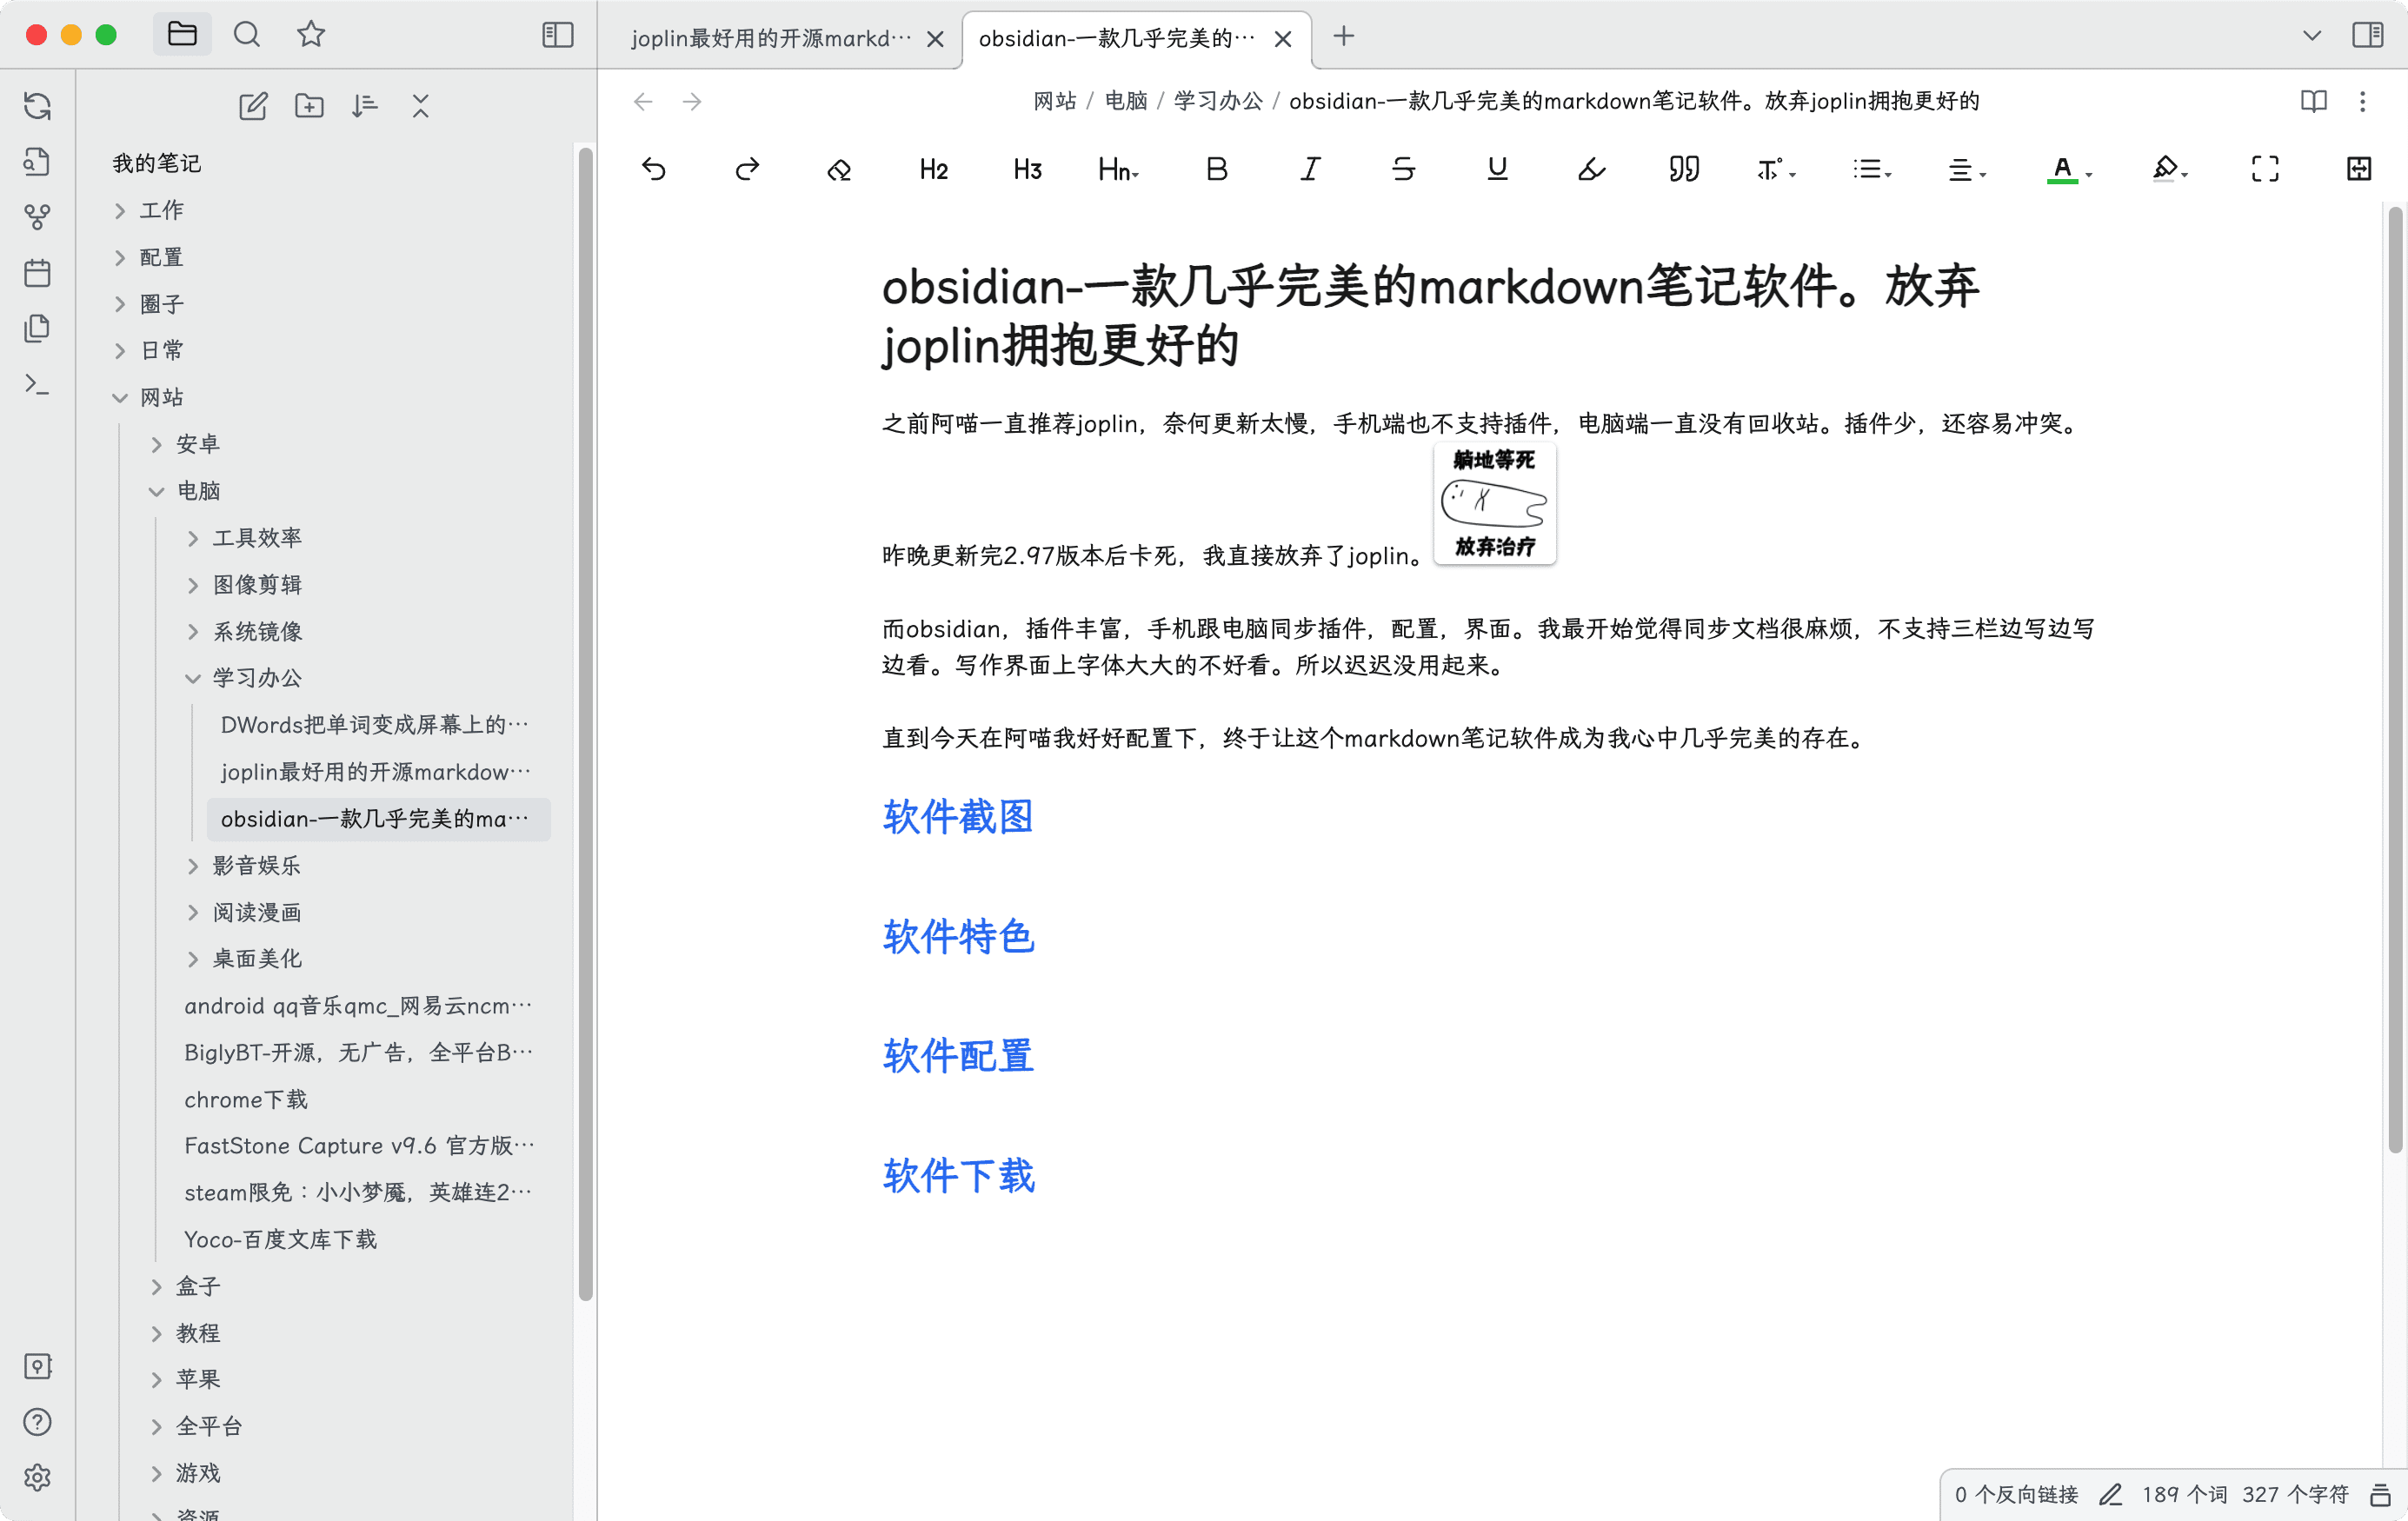 joplin最好用的开源markd…
obsidian-一款几乎完美的…
网站 / 电脑 / 学习办公 / obsidian-一款几乎完美的markdown笔记软件。放弃joplin拥抱更好的
H2 H3 Hn B I S U A
我的笔记
工作
配置
圈子
日常
网站
安卓
电脑
工具效率
图像剪辑
系统镜像
学习办公
DWords把单词变成屏幕上的…
joplin最好用的开源markdow…
obsidian-一款几乎完美的ma…
影音娱乐
阅读漫画
桌面美化
android qq音乐qmc_网易云ncm…
BiglyBT-开源，无广告，全平台B…
chrome下载
FastStone Capture v9.6 官方版…
steam限免：小小梦魇，英雄连2…
Yoco-百度文库下载
盒子
教程
苹果
全平台
游戏
资源
obsidian-一款几乎完美的markdown笔记软件。放弃
joplin拥抱更好的
之前阿喵一直推荐joplin，奈何更新太慢，手机端也不支持插件，电脑端一直没有回收站。插件少，还容易冲突。
躺地等死
放弃治疗
昨晚更新完2.97版本后卡死，我直接放弃了joplin。
而obsidian，插件丰富，手机跟电脑同步插件，配置，界面。我最开始觉得同步文档很麻烦，不支持三栏边写边写
边看。写作界面上字体大大的不好看。所以迟迟没用起来。
直到今天在阿喵我好好配置下，终于让这个markdown笔记软件成为我心中几乎完美的存在。
软件截图
软件特色
软件配置
软件下载
0 个反向链接 189 个词 327 个字符